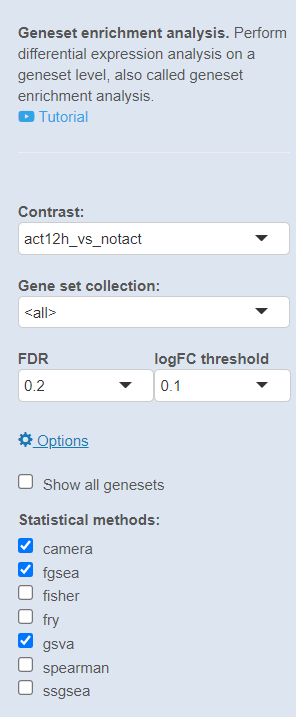 Geneset enrichment analysis. Perform
differential expression analysis on a
geneset level, also called geneset
enrichment analysis.
Tutorial
Contrast:
act12h_vs_notact
Gene set collection:
<all>
FDR logFC threshold
0.2 0.1
Options
Show all genesets
Statistical methods:
camera
fgsea
fisher
fry
gsva
spearman
ssgsea